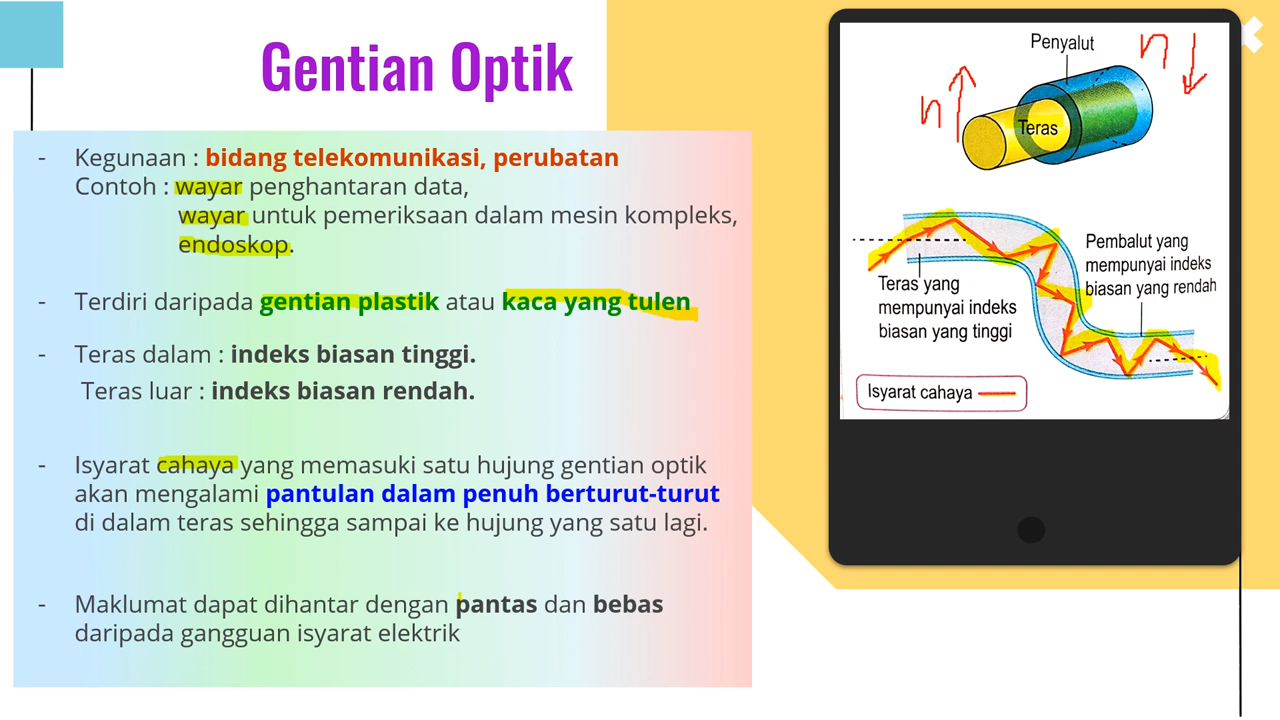 Gentian Optik
- Kegunaan : bidang telekomunikasi, perubatan
Contoh : wayar penghantaran data,
wayar untuk pemeriksaan dalam mesin kompleks,
endoskop.
- Terdiri daripada gentian plastik atau kaca yang tulen
- Teras dalam : indeks biasan tinggi.
Teras luar : indeks biasan rendah.
- Isyarat cahaya yang memasuki satu hujung gentian optik
akan mengalami pantulan dalam penuh berturut-turut
di dalam teras sehingga sampai ke hujung yang satu lagi.
- Maklumat dapat dihantar dengan pantas dan bebas
daripada gangguan isyarat elektrik
Penyalut
n ↑
n ↓
Teras
Pembalut yang
mempunyai indeks
biasan yang rendah
Teras yang
mempunyai indeks
biasan yang tinggi
Isyarat cahaya